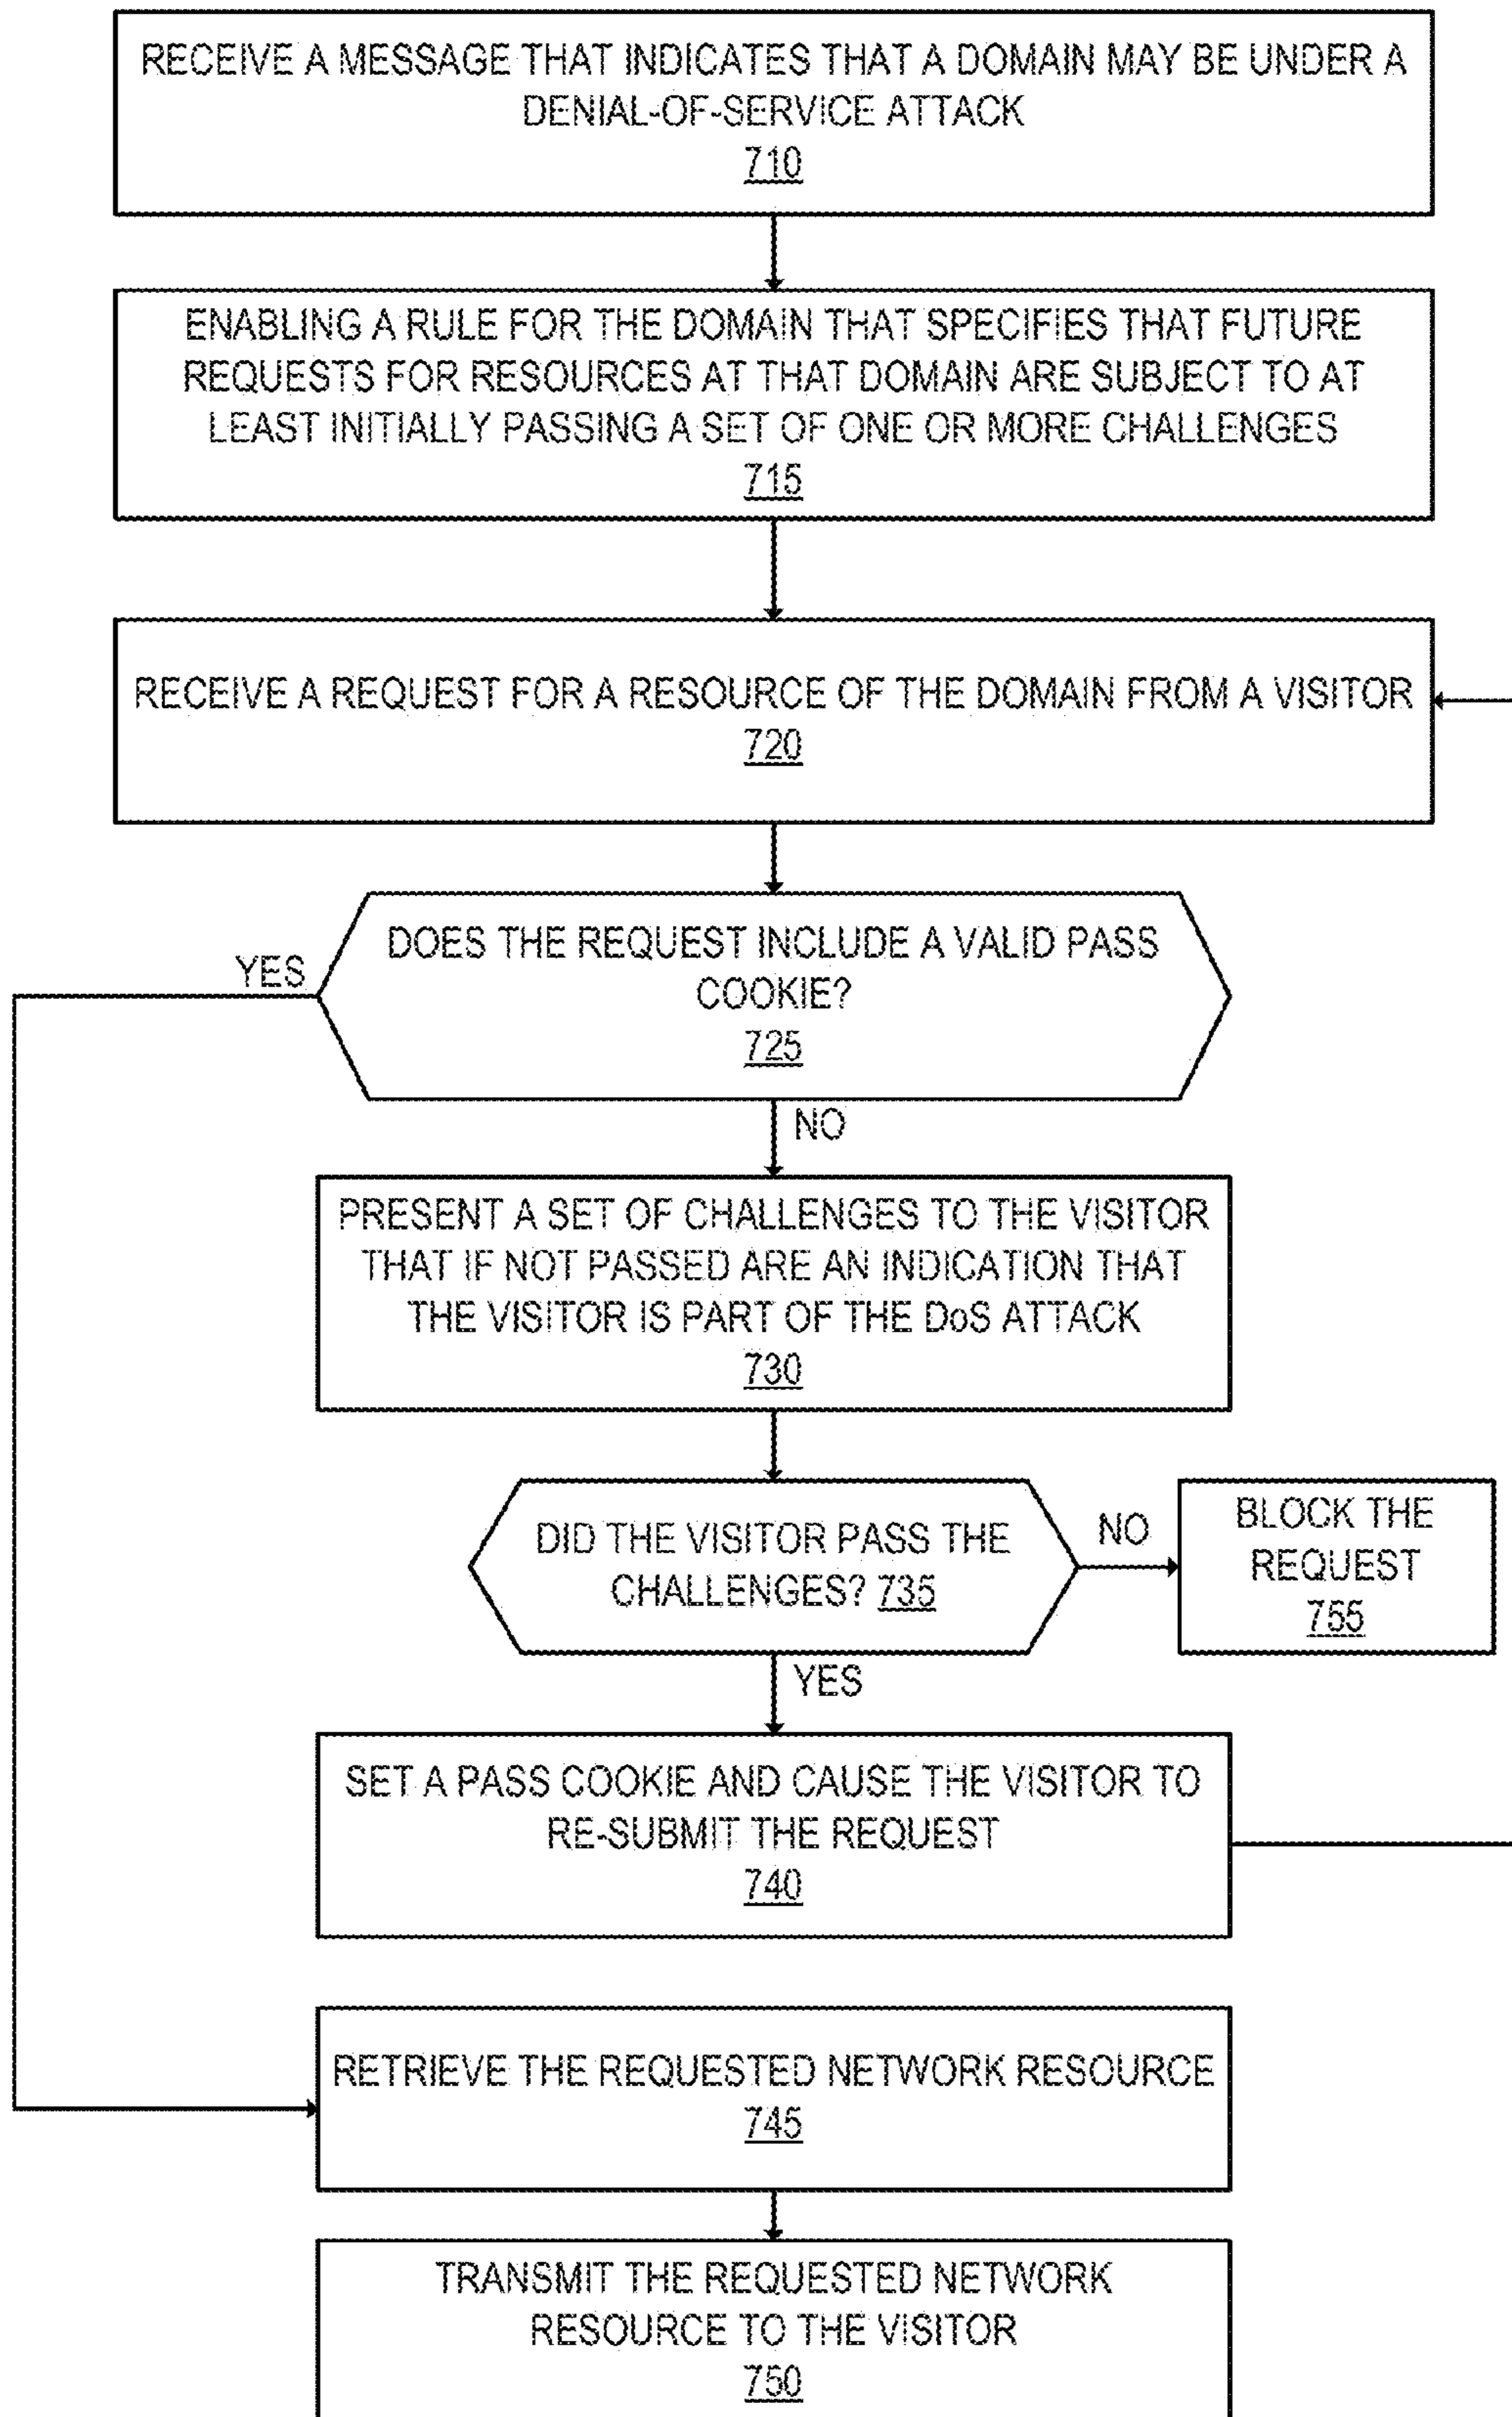 RECEIVE A MESSAGE THAT INDICATES THAT A DOMAIN MAY BE UNDER A
DENIAL-OF-SERVICE ATTACK
710
ENABLING A RULE FOR THE DOMAIN THAT SPECIFIES THAT FUTURE
REQUESTS FOR RESOURCES AT THAT DOMAIN ARE SUBJECT TO AT
LEAST INITIALLY PASSING A SET OF ONE OR MORE CHALLENGES
715
RECEIVE A REQUEST FOR A RESOURCE OF THE DOMAIN FROM A VISITOR
720
DOES THE REQUEST INCLUDE A VALID PASS
COOKIE?
725
YES
NO
PRESENT A SET OF CHALLENGES TO THE VISITOR
THAT IF NOT PASSED ARE AN INDICATION THAT
THE VISITOR IS PART OF THE DoS ATTACK
730
DID THE VISITOR PASS THE
CHALLENGES? 735
NO
BLOCK THE
REQUEST
755
YES
SET A PASS COOKIE AND CAUSE THE VISITOR TO
RE-SUBMIT THE REQUEST
740
RETRIEVE THE REQUESTED NETWORK RESOURCE
745
TRANSMIT THE REQUESTED NETWORK
RESOURCE TO THE VISITOR
750